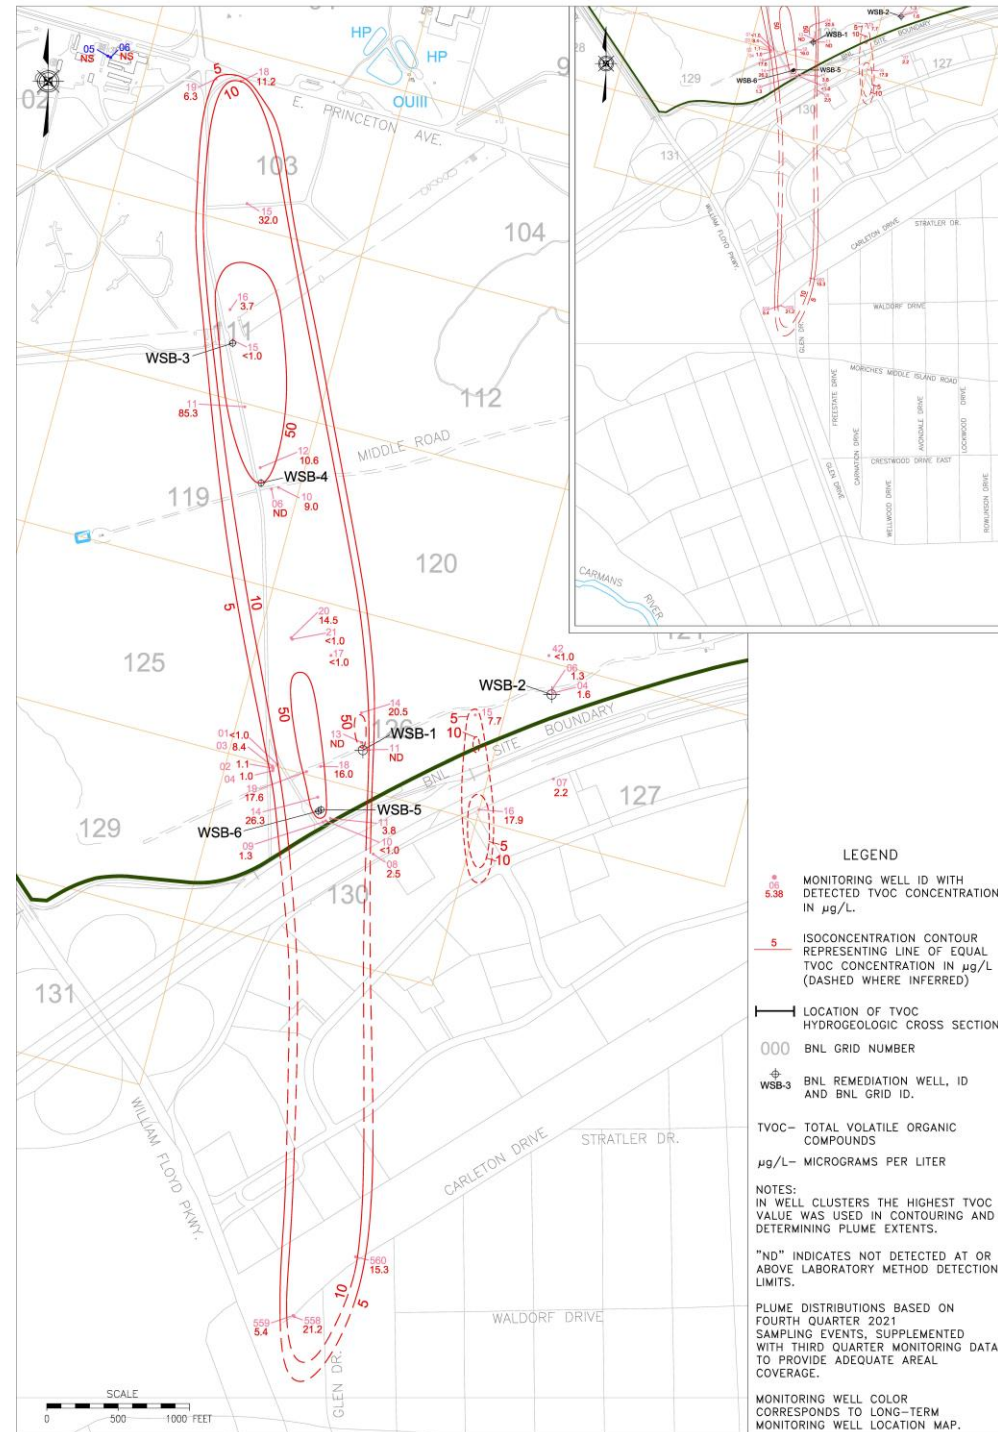 05 06
NS NS
02
5
18
11.2
19
6.3
10
HP
HP
OUIII
E. PRINCETON AVE.
103
15
32.0
104
16
3.7
111
WSB-3
15
<1.0
11
85.3
112
50
MIDDLE ROAD
12
10.6
WSB-4
10
9.0
06
ND
119
120
5
10
20
14.5
21
<1.0
17
<1.0
125
42
<1.0
06
1.3
WSB-2
04
1.6
50
50
14
20.5
126
13
ND
WSB-1
11
ND
5
15
7.7
10
BNL SITE BOUNDARY
01 <1.0
03
8.4
02
1.1
04
1.0
18
16.0
19
17.6
14
26.3
WSB-5
WSB-6
07
2.2
127
16
17.9
5
10
129
11
3.8
10
<1.0
09
1.3
08
2.5
130
131
WILLIAM FLOYD PKWY.
CARLETON DRIVE
STRATLER DR.
560
15.3
10
5
559
5.4
558
21.2
WALDORF DRIVE
GLEN DR.
SCALE
0 500 1000 FEET
WSB-2
WSB-1
WSB-5
WSB-6
SITE BOUNDARY
127
128
129
130
131
WILLIAM FLOYD PKWY.
CARLETON DRIVE
STRATLER DR.
WALDORF DRIVE
GLEN DR.
MORICHES MIDDLE ISLAND ROAD
FREESTATE DRIVE
CARNATION DRIVE
AVONDALE DRIVE
LOCKWOOD DRIVE
CRESTWOOD DRIVE EAST
GLEN DRIVE
WELLWOOD DRIVE
ROWLINSON DRIVE
CARMANS
RIVER
LEGEND
06
5.38
MONITORING WELL ID WITH
DETECTED TVOC CONCENTRATION
IN µg/L.
5
ISOCONCENTRATION CONTOUR
REPRESENTING LINE OF EQUAL
TVOC CONCENTRATION IN µg/L
(DASHED WHERE INFERRED)
LOCATION OF TVOC
HYDROGEOLOGIC CROSS SECTION
000 BNL GRID NUMBER
WSB-3
BNL REMEDIATION WELL, ID
AND BNL GRID ID.
TVOC– TOTAL VOLATILE ORGANIC
COMPOUNDS
µg/L– MICROGRAMS PER LITER
NOTES:
IN WELL CLUSTERS THE HIGHEST TVOC
VALUE WAS USED IN CONTOURING AND
DETERMINING PLUME EXTENTS.
"ND" INDICATES NOT DETECTED AT OR
ABOVE LABORATORY METHOD DETECTION
LIMITS.
PLUME DISTRIBUTIONS BASED ON
FOURTH QUARTER 2021
SAMPLING EVENTS, SUPPLEMENTED
WITH THIRD QUARTER MONITORING DATA
TO PROVIDE ADEQUATE AREAL
COVERAGE.
MONITORING WELL COLOR
CORRESPONDS TO LONG–TERM
MONITORING WELL LOCATION MAP.